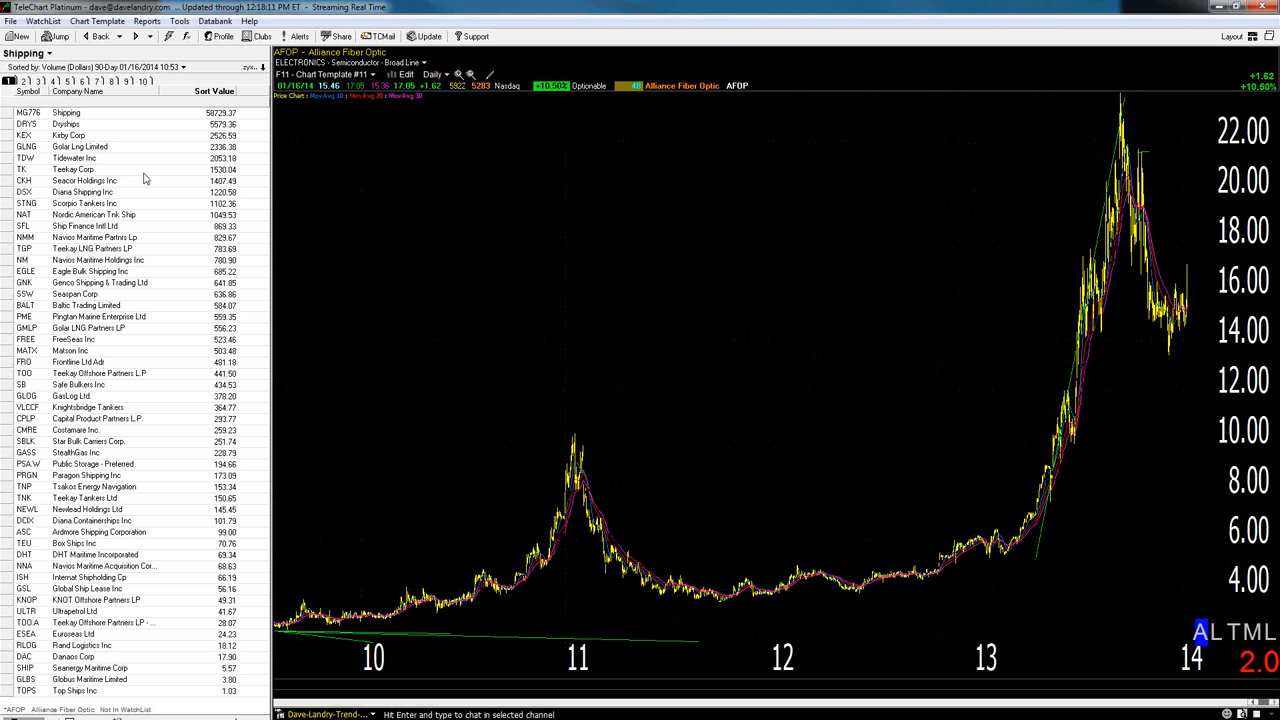 TeleChart Platinum - dave@davelandry.com ... Updated through 12:18:11 PM ET - Streaming Real Time
File WatchList Chart Template Reports Tools Databank Help
Jump Back Profile Clubs Alerts Share TCMail Update Support Layout
Shipping
Sorted by: Volume (Dollars) 90-Day 01/16/2014 10:53
1 2 3 4 5 6 7 8 9 10
Symbol Company Name Sort Value
MG776 Shipping 58729.37
DRYS Dryships 5579.36
KEX Kirby Corp 2526.59
GLNG Golar Lng Limited 2336.38
TDW Tidewater Inc 2053.18
TK Teekay Corp 1530.04
CKH Seacor Holdings Inc 1407.49
DSX Diana Shipping Inc 1220.58
STNG Scorpio Tankers Inc 1102.36
NAT Nordic American Tnk Ship 1049.53
SFL Ship Finance Intl Ltd 869.33
NMM Navios Maritime Partnrs Lp 829.67
TGP Teekay LNG Partners LP 783.69
NM Navios Maritime Holdings Inc 780.90
EGLE Eagle Bulk Shipping Inc 685.22
GNK Genco Shipping & Trading Ltd 641.85
SSW Seaspan Corp 636.86
BALT Baltic Trading Limited 584.07
PME Pingtan Marine Enterprise Ltd 559.35
GMLP Golar LNG Partners LP 556.23
FREE FreeSeas Inc 523.46
MATX Matson Inc 503.48
FRO Frontline Ltd Adr 481.18
TOO Teekay Offshore Partners L.P 441.50
SB Safe Bulkers Inc 434.53
GLOG GasLog Ltd. 378.20
VLCCF Knightsbridge Tankers 364.77
CPLP Capital Product Partners L.P. 293.77
CMRE Costamare Inc. 259.23
SBLK Star Bulk Carriers Corp. 251.74
GASS StealthGas Inc 228.79
PSA.W Public Storage - Preferred 194.66
PRGN Paragon Shipping Inc 173.09
TNP Tsakos Energy Navigation 153.34
TNK Teekay Tankers Ltd 150.65
NEWL Newlead Holdings Ltd 145.45
DCIX Diana Containerships Inc 101.79
ASC Ardmore Shipping Corporation 99.00
TEU Box Ships Inc 70.76
DHT DHT Maritime Incorporated 69.34
NNA Navios Maritime Acquisition Cor... 68.63
ISH Internat Shipholding Cp 66.19
GSL Global Ship Lease Inc 56.16
KNOP KNOT Offshore Partners LP 49.31
ULTR Ultrapetrol Ltd 41.67
TOO.A Teekay Offshore Partners LP - ... 28.07
ESEA Euroseas Ltd 24.23
RLOG Rand Logistics Inc 18.12
DAC Danaos Corp 17.90
SHIP Seanergy Maritime Corp 5.57
GLBS Globus Maritime Limited 3.80
TOPS Top Ships Inc 1.03
*AFOP Alliance Fiber Optic Not In WatchList
AFOP - Alliance Fiber Optic
ELECTRONICS - Semiconductor - Broad Line
F11 - Chart Template #11 Edit Daily
+1.62
01/16/14 15.46 17.05 15.36 17.05 +1.62 5922 5283 Nasdaq +10.50% Optionable 48 Alliance Fiber Optic AFOP
+10.50%
Price Chart: MovAvg 10 : MovAvg 20 : MovAvg 30
22.00
20.00
18.00
16.00
14.00
12.00
10.00
8.00
6.00
4.00
ALTML
2.0
10 11 12 13 14
Dave-Landry-Trend-... Hit Enter and type to chat in selected channel